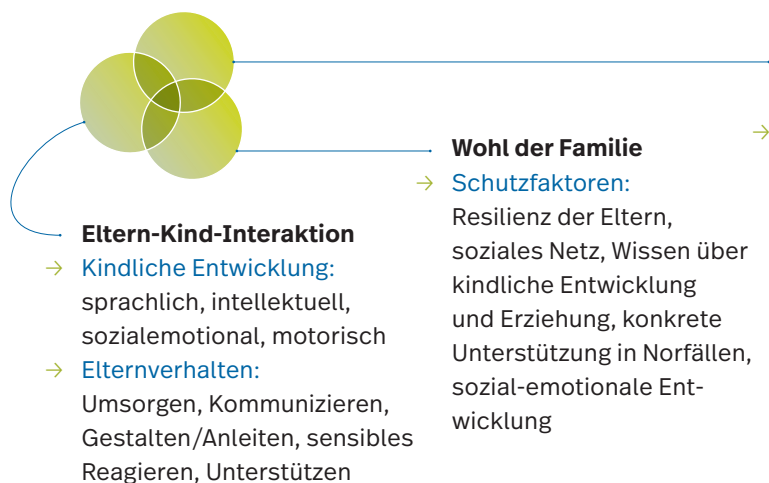 Eltern-Kind-Interaktion
→ Kindliche Entwicklung:
sprachlich, intellektuell,
sozialemotional, motorisch
→ Elternverhalten:
Umsorgen, Kommunizieren,
Gestalten/Anleiten, sensibles
Reagieren, Unterstützen
Wohl der Familie
→ Schutzfaktoren:
Resilienz der Eltern,
soziales Netz, Wissen über
kindliche Entwicklung
und Erziehung, konkrete
Unterstützung in Norfällen,
sozial-emotionale Ent-
wicklung
→